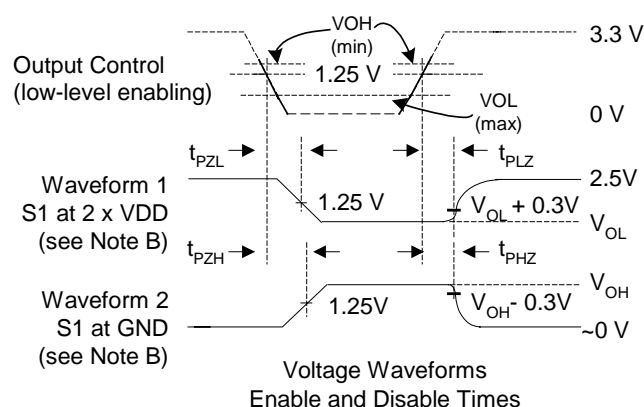 VOH
(min)
3.3 V
Output Control
(low-level enabling)
1.25 V
VOL
(max)
0 V
tPZL
tPLZ
Waveform 1
S1 at 2 x VDD
(see Note B)
1.25 V
2.5V
VOL + 0.3V
VOL
tPZH
tPHZ
Waveform 2
S1 at GND
(see Note B)
1.25V
VOH
VOH- 0.3V
~0 V
Voltage Waveforms
Enable and Disable Times